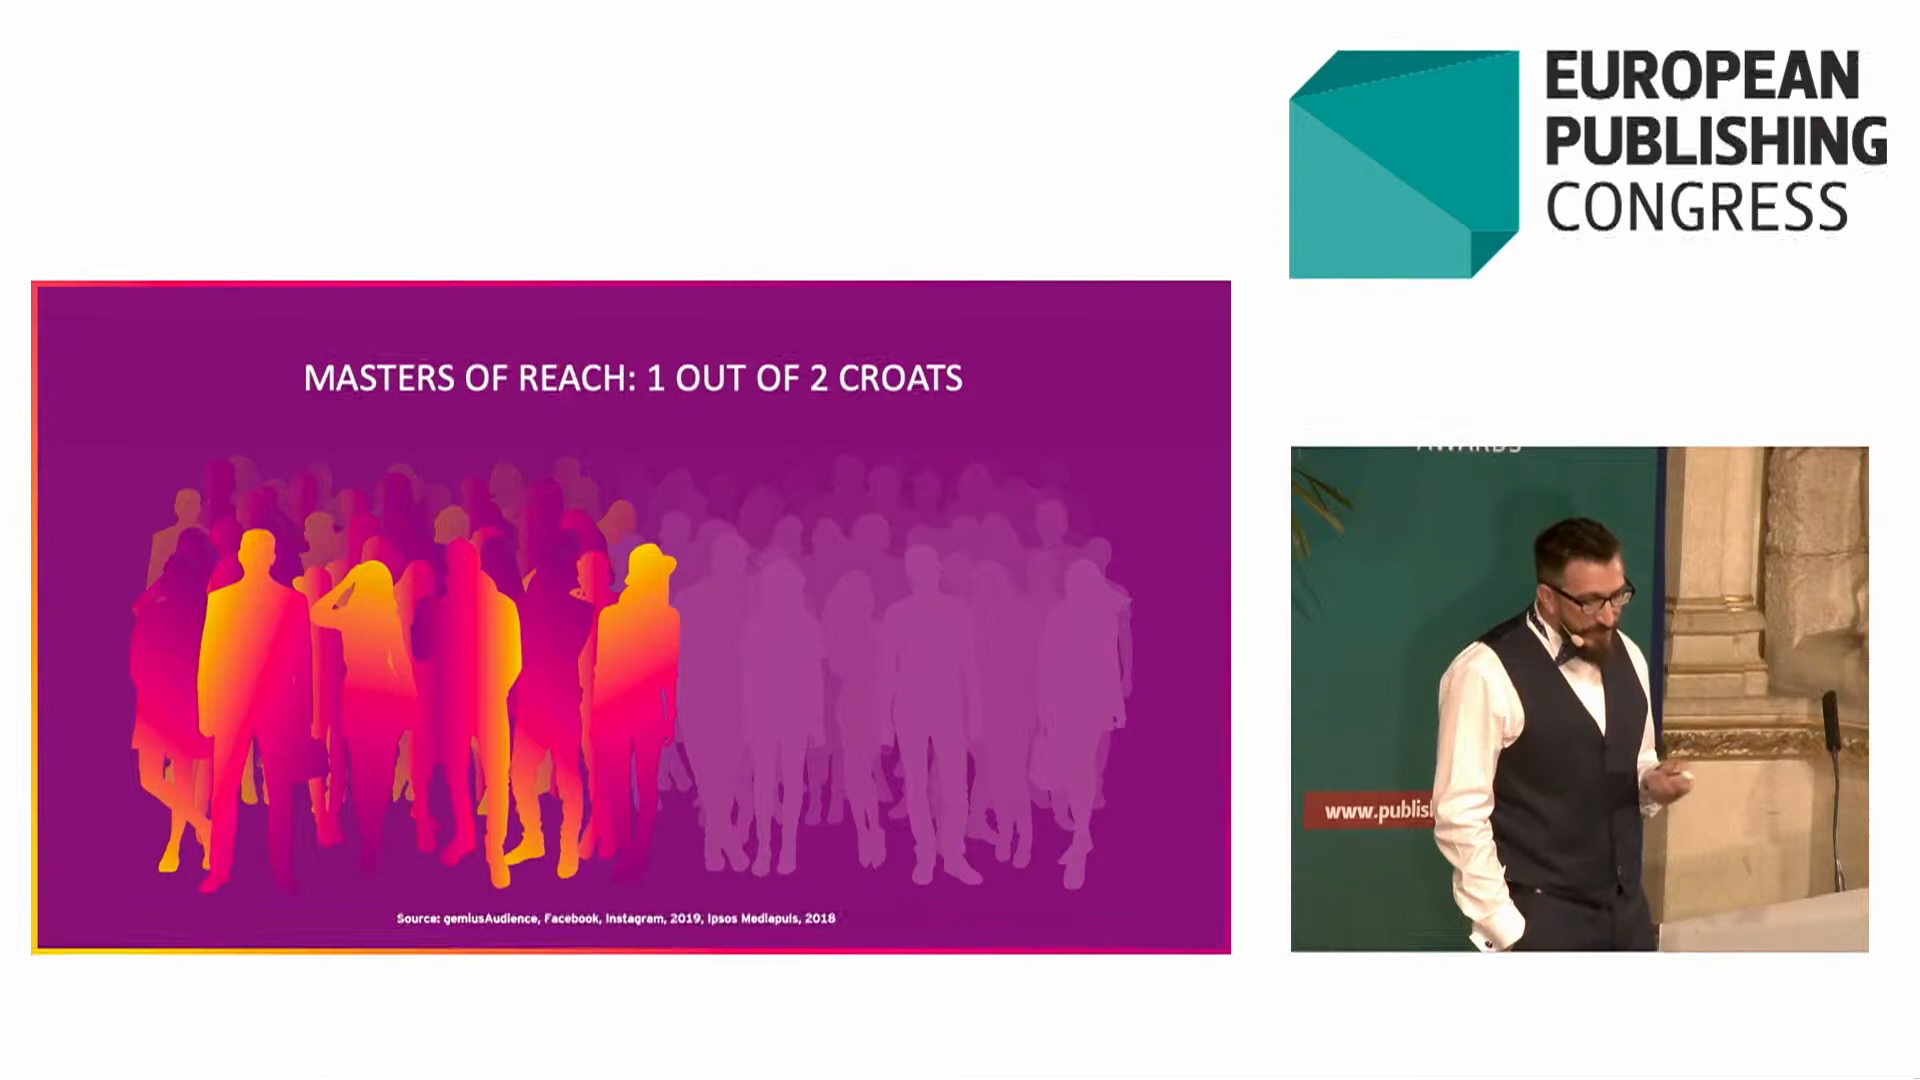 EUROPEAN
PUBLISHING
CONGRESS
MASTERS OF REACH: 1 OUT OF 2 CROATS
Source: gemiusAudience, Facebook, Instagram, 2019, Ipsos Mediapuls, 2018
AWARDS
www.publis